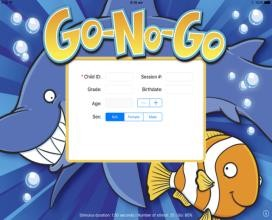 Go-No-Go
* Child ID: Session #:
Grade: Birthdate:
Age: — +
Sex: N/A Female Male